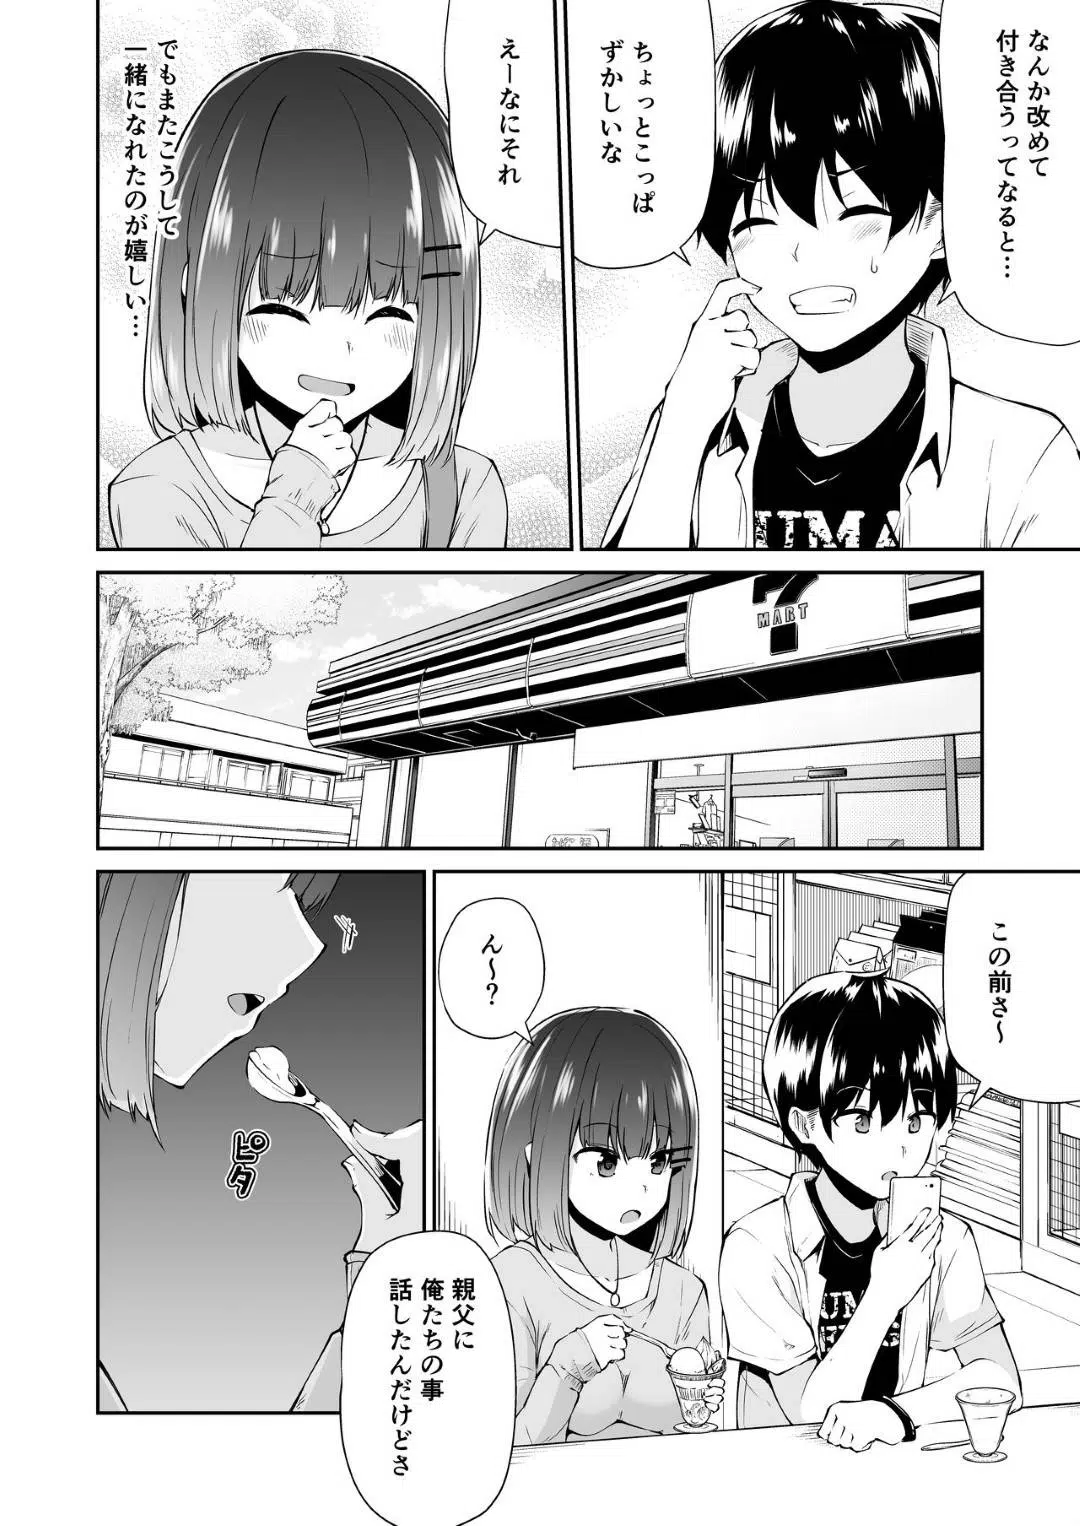 なんか改めて
付き合うってなると…
ちょっとこっぱ
ずかしいな
えーなにそれ
でもまたこうして
一緒になれたのが嬉しい…
UMA
7
MART
この前さ～
ん～？
UMA
親父に
俺たちの事
話したんだけどさ
ピタ